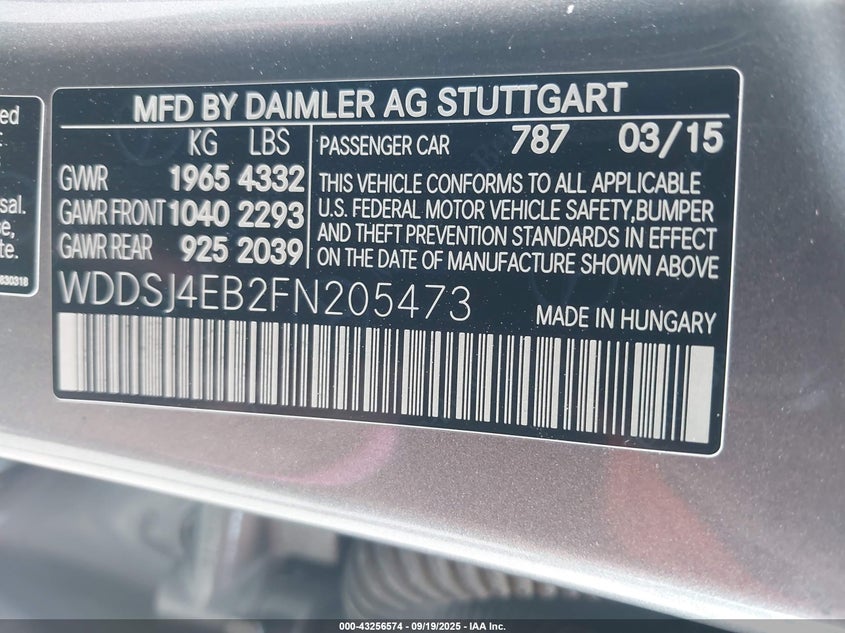 MFD BY DAIMLER AG STUTTGART
KG LBS
GVWR 1965 4332
GAWR FRONT 1040 2293
GAWR REAR 925 2039
PASSENGER CAR 787 03/15
THIS VEHICLE CONFORMS TO ALL APPLICABLE
U.S. FEDERAL MOTOR VEHICLE SAFETY,BUMPER
AND THEFT PREVENTION STANDARDS IN EFFECT
ON THE DATE OF MANUFACTURE SHOWN ABOVE
WDDSJ4EB2FN205473
MADE IN HUNGARY
000-43256574 - 09/19/2025 - IAA Inc.